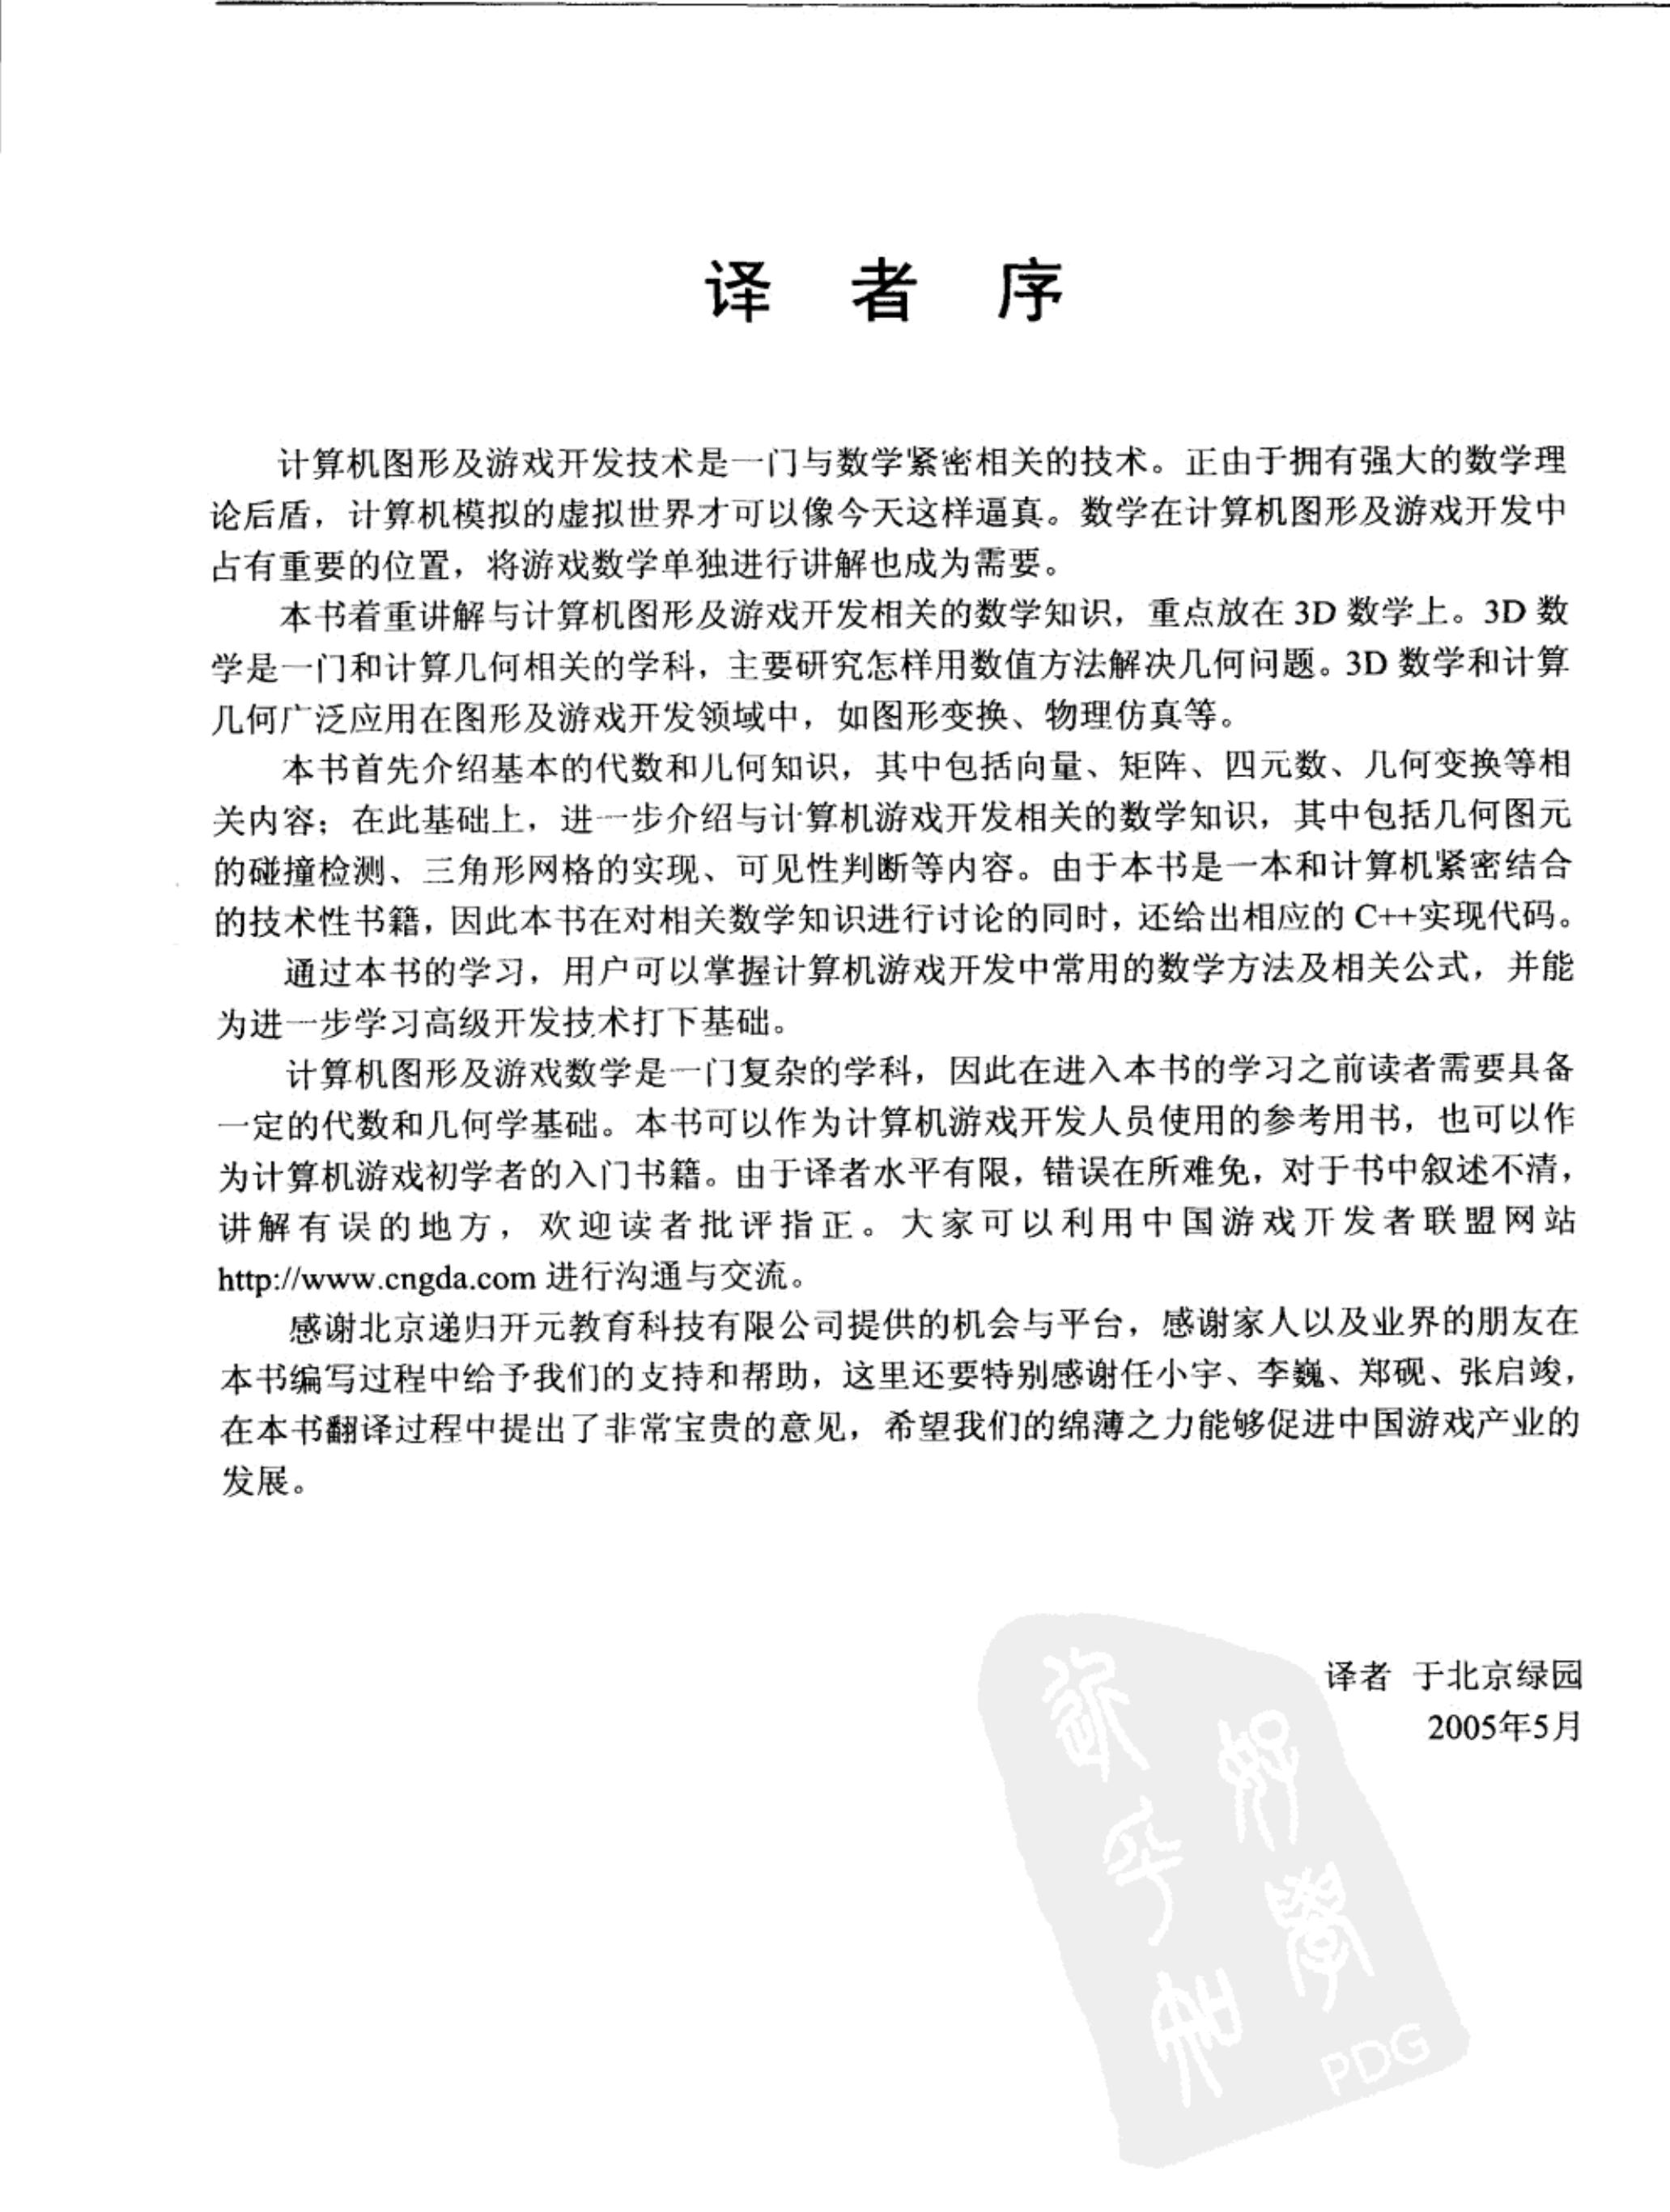 译 者 序
计算机图形及游戏开发技术是一门与数学紧密相关的技术。正由于拥有强大的数学理
论后盾，计算机模拟的虚拟世界才可以像今天这样逼真。数学在计算机图形及游戏开发中
占有重要的位置，将游戏数学单独进行讲解也成为需要。
本书着重讲解与计算机图形及游戏开发相关的数学知识，重点放在 3D 数学上。3D 数
学是一门和计算几何相关的学科，主要研究怎样用数值方法解决几何问题。3D 数学和计算
几何广泛应用在图形及游戏开发领域中，如图形变换、物理仿真等。
本书首先介绍基本的代数和几何知识，其中包括向量、矩阵、四元数、几何变换等相
关内容；在此基础上，进一步介绍与计算机游戏开发相关的数学知识，其中包括几何图元
的碰撞检测、三角形网格的实现、可见性判断等内容。由于本书是一本和计算机紧密结合
的技术性书籍，因此本书在对相关数学知识进行讨论的同时，还给出相应的 C++实现代码。
通过本书的学习，用户可以掌握计算机游戏开发中常用的数学方法及相关公式，并能
为进一步学习高级开发技术打下基础。
计算机图形及游戏数学是一门复杂的学科，因此在进入本书的学习之前读者需要具备
一定的代数和几何学基础。本书可以作为计算机游戏开发人员使用的参考用书，也可以作
为计算机游戏初学者的入门书籍。由于译者水平有限，错误在所难免，对于书中叙述不清，
讲解有误的地方，欢迎读者批评指正。大家可以利用中国游戏开发者联盟网站
http://www.cngda.com 进行沟通与交流。
感谢北京递归开元教育科技有限公司提供的机会与平台，感谢家人以及业界的朋友在
本书编写过程中给予我们的支持和帮助，这里还要特别感谢任小宇、李巍、郑砚、张启竣，
在本书翻译过程中提出了非常宝贵的意见，希望我们的绵薄之力能够促进中国游戏产业的
发展。
译者 于北京绿园
2005年5月
好學
PDG